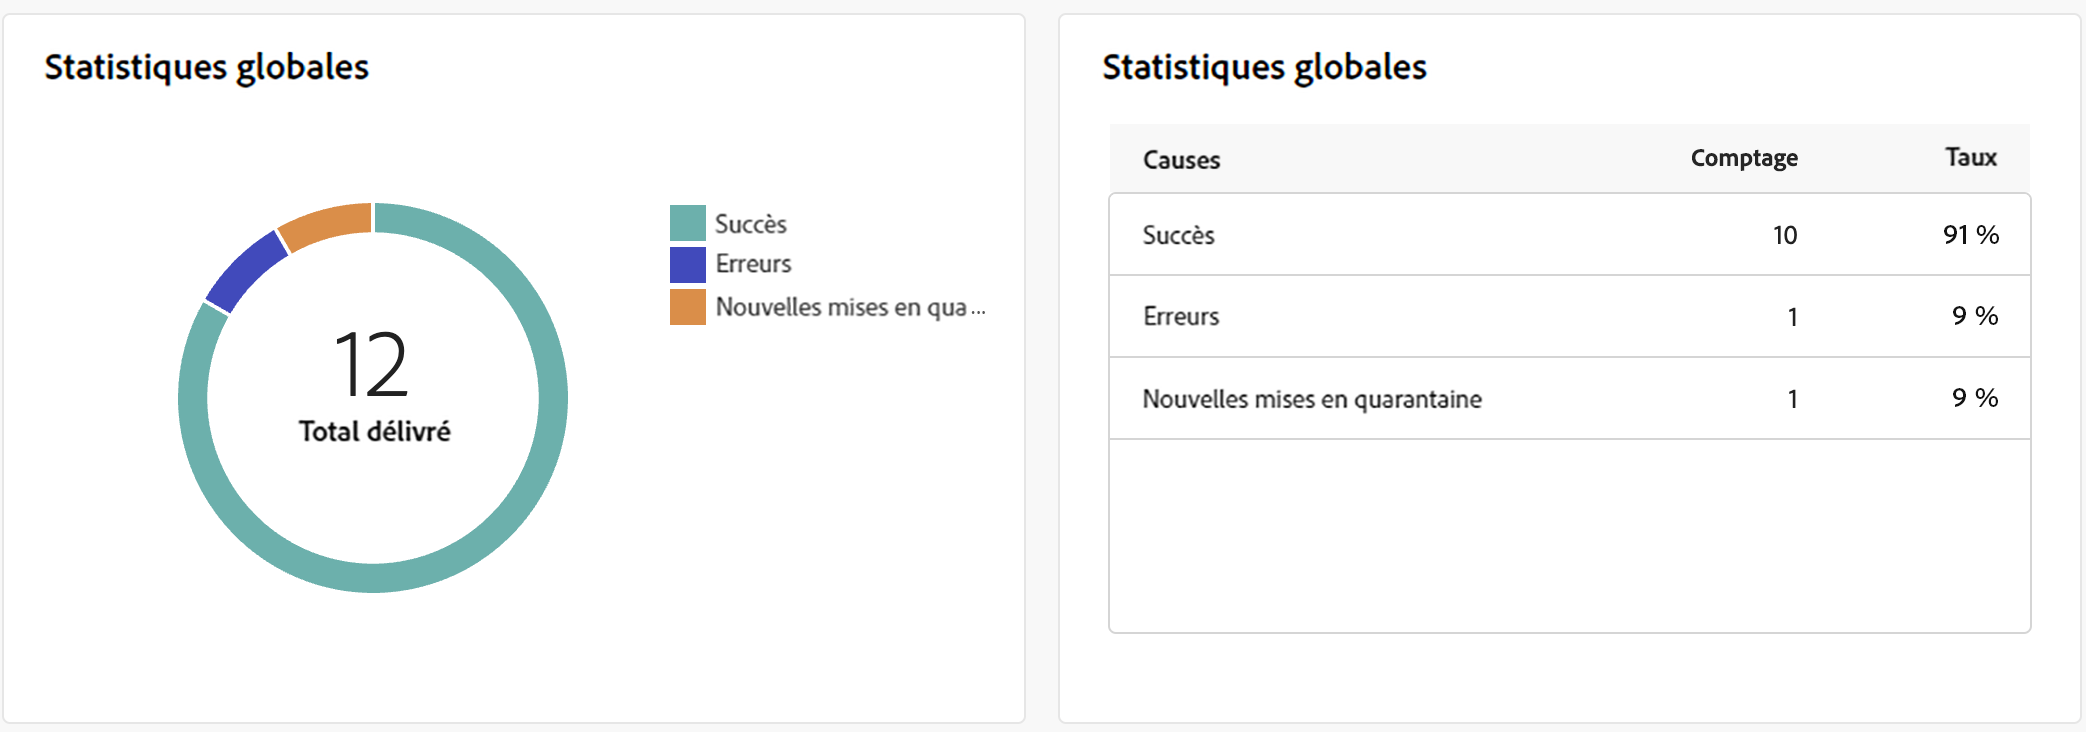 Statistiques globales
12
Total délivré
Succès
Erreurs
Nouvelles mises en qua...
Statistiques globales
Causes Comptage Taux
Succès 10 91 %
Erreurs 1 9 %
Nouvelles mises en quarantaine 1 9 %